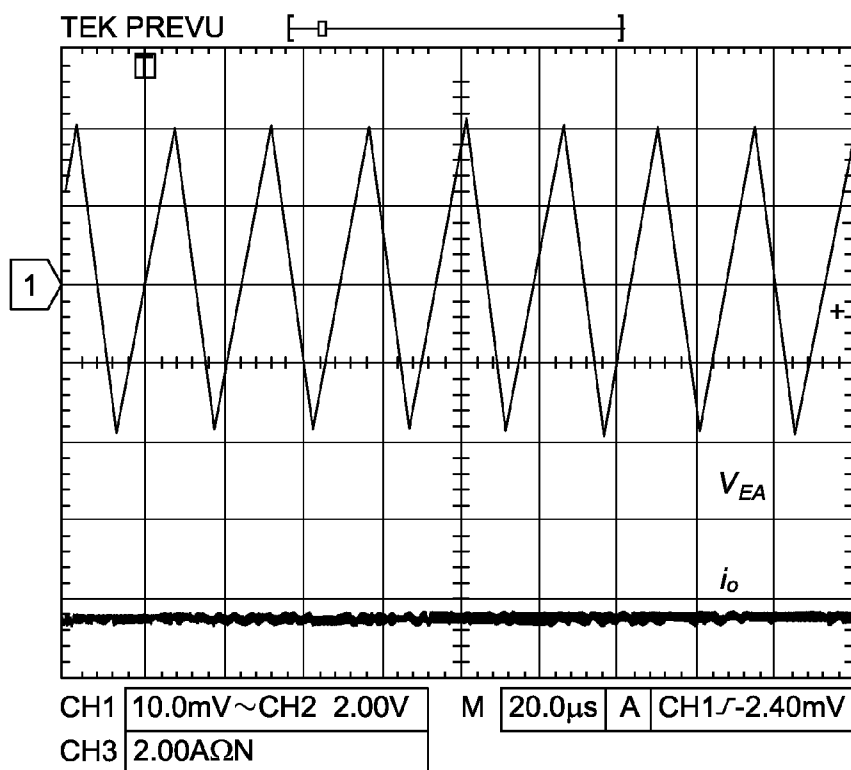 TEK PREVU
1
V_EA
i_o
CH1 10.0mV~CH2 2.00V M 20.0µs A CH1 -2.40mV
CH3 2.00AΩN